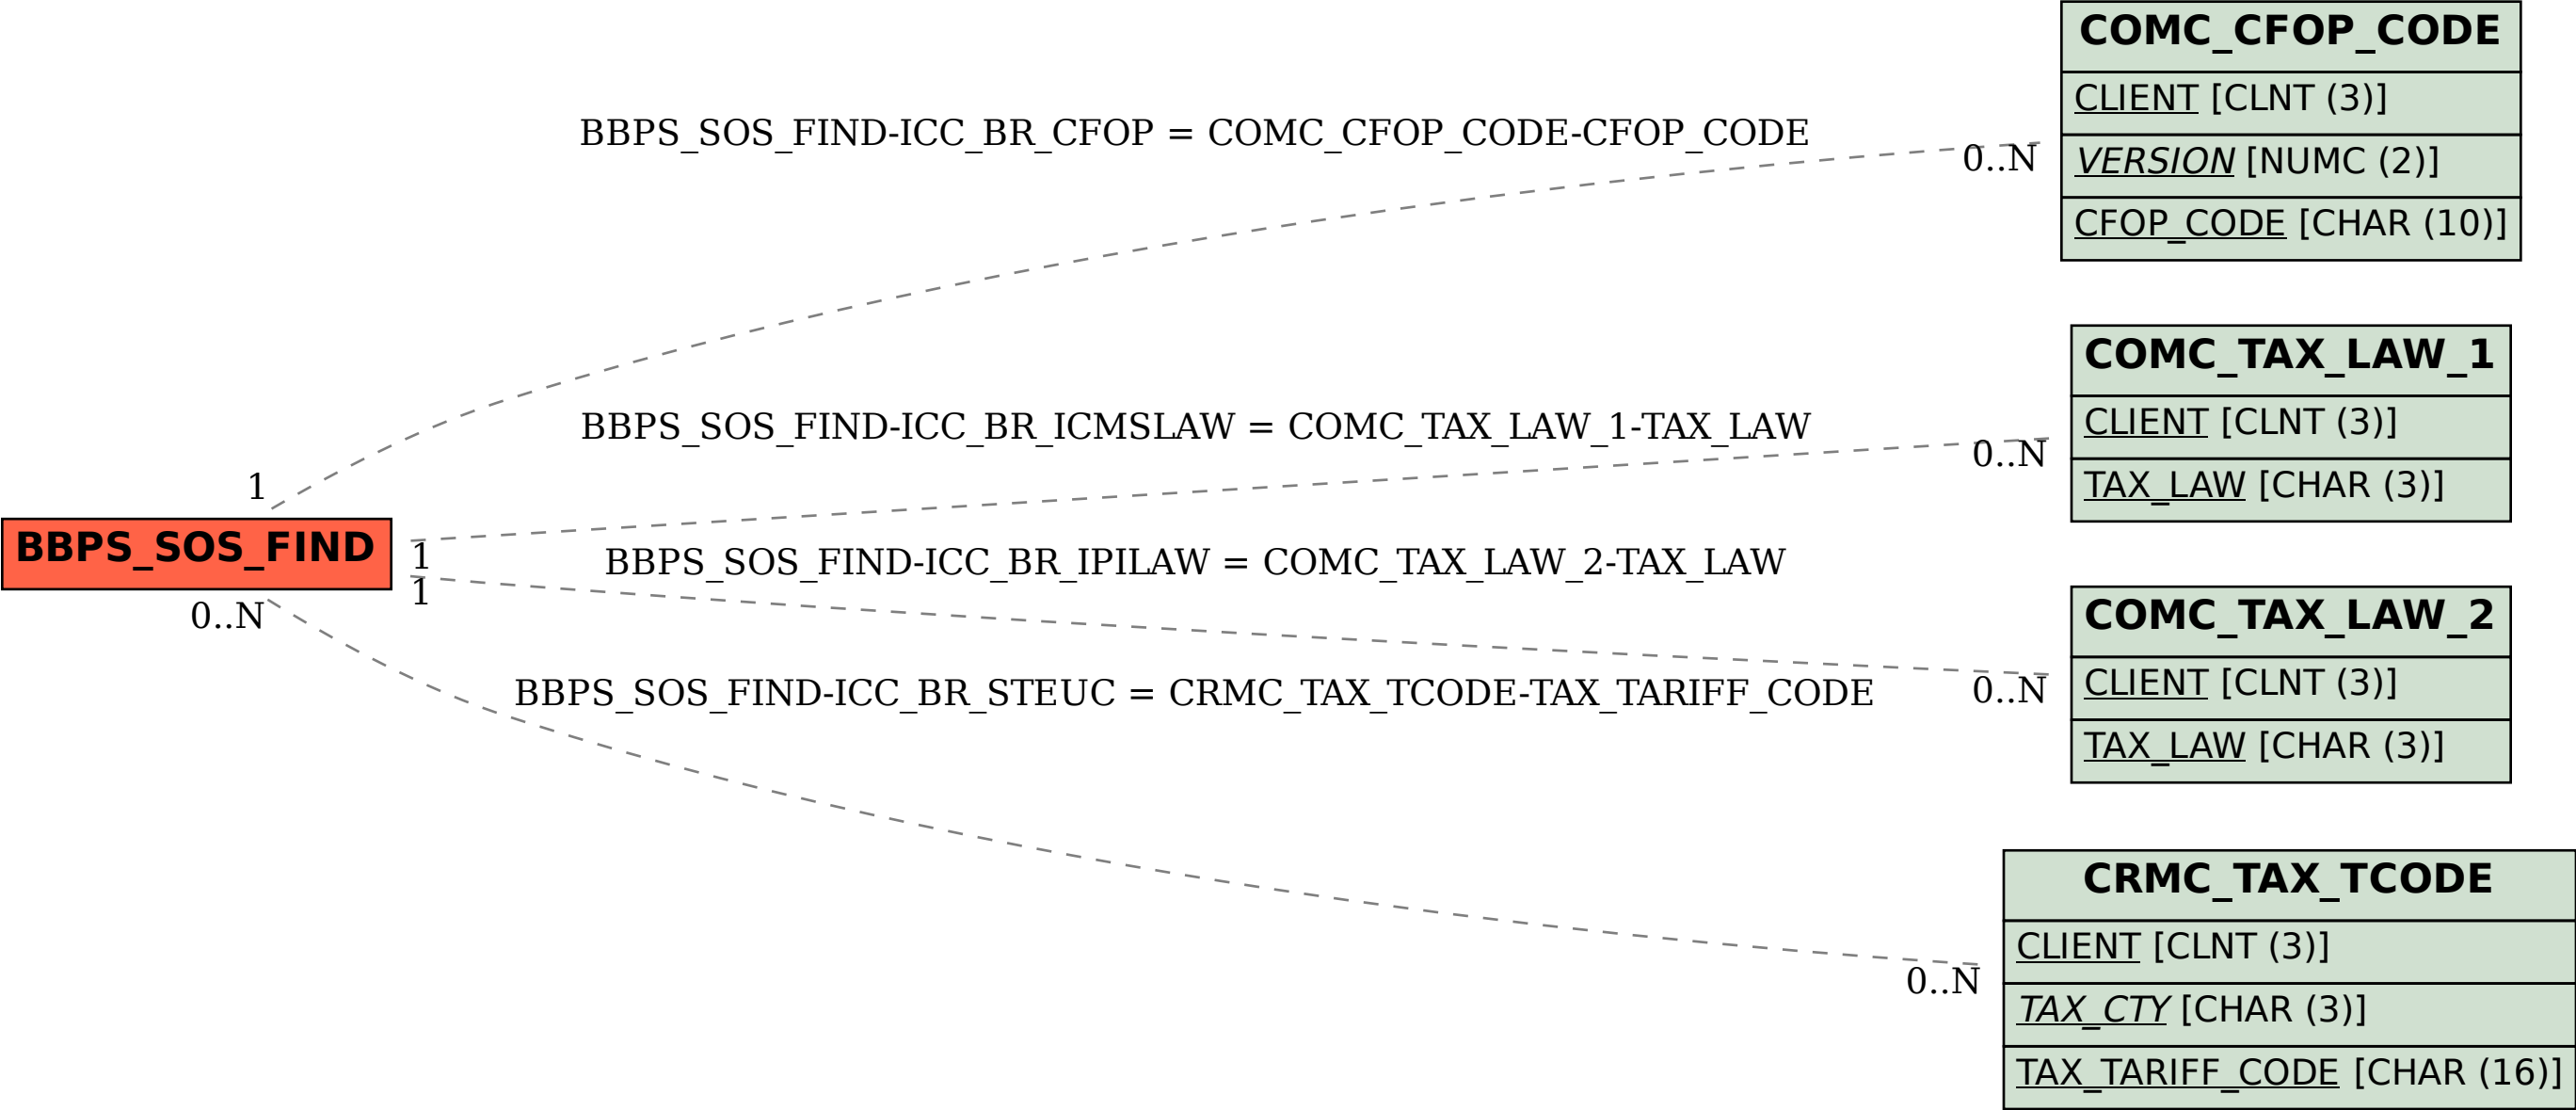 COMC_CFOP_CODE
CLIENT [CLNT (3)]
VERSION [NUMC (2)]
CFOP_CODE [CHAR (10)]
BBPS_SOS_FIND-ICC_BR_CFOP = COMC_CFOP_CODE-CFOP_CODE
0..N
1
COMC_TAX_LAW_1
CLIENT [CLNT (3)]
TAX_LAW [CHAR (3)]
BBPS_SOS_FIND-ICC_BR_ICMSLAW = COMC_TAX_LAW_1-TAX_LAW
0..N
1
BBPS_SOS_FIND
BBPS_SOS_FIND-ICC_BR_IPILAW = COMC_TAX_LAW_2-TAX_LAW
1
0..N
COMC_TAX_LAW_2
CLIENT [CLNT (3)]
TAX_LAW [CHAR (3)]
0..N
BBPS_SOS_FIND-ICC_BR_STEUC = CRMC_TAX_TCODE-TAX_TARIFF_CODE
0..N
CRMC_TAX_TCODE
CLIENT [CLNT (3)]
TAX_CTY [CHAR (3)]
TAX_TARIFF_CODE [CHAR (16)]